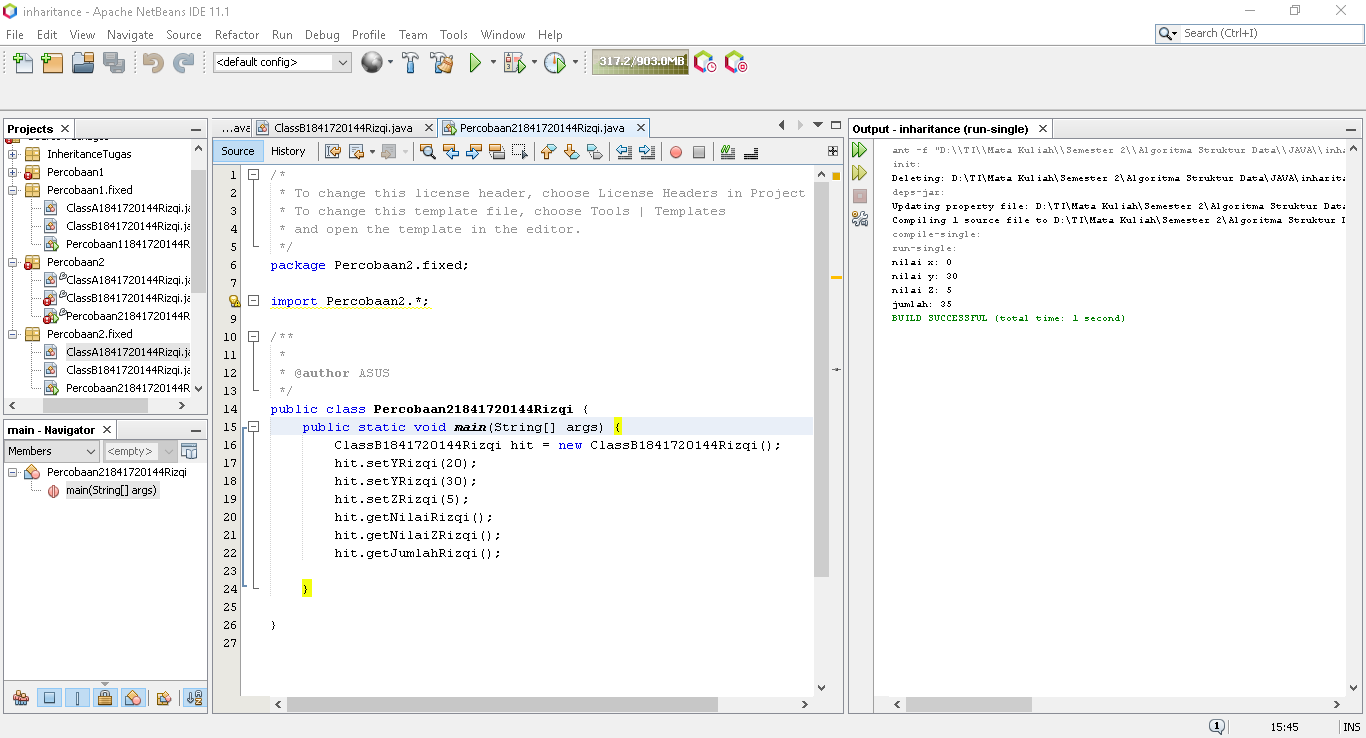 inharitance - Apache NetBeans IDE 11.1
File Edit View Navigate Source Refactor Run Debug Profile Team Tools Window Help
Search (Ctrl+I)
<default config>
317.2/903.0MB
Projects
InheritanceTugas
Percobaan1
Percobaan1.fixed
ClassA1841720144Rizqi.ja
ClassB1841720144Rizqi.ja
Percobaan11841720144R
Percobaan2
ClassA1841720144Rizqi.ja
ClassB1841720144Rizqi.ja
Percobaan21841720144R
Percobaan2.fixed
ClassA1841720144Rizqi.ja
ClassB1841720144Rizqi.ja
Percobaan21841720144R
main - Navigator
Members <empty>
Percobaan21841720144Rizqi
main(String[] args)
...ava ClassB1841720144Rizqi.java Percobaan21841720144Rizqi.java
Source History
1 /*
2 * To change this license header, choose License Headers in Project
3 * To change this template file, choose Tools | Templates
4 * and open the template in the editor.
5 */
6 package Percobaan2.fixed;
7
import Percobaan2.*;
9
10 /**
11 *
12 * @author ASUS
13 */
14 public class Percobaan21841720144Rizqi {
15 public static void main(String[] args) {
16 ClassB1841720144Rizqi hit = new ClassB1841720144Rizqi();
17 hit.setYRizqi(20);
18 hit.setYRizqi(30);
19 hit.setZRizqi(5);
20 hit.getNilaiRizqi();
21 hit.getNilaiZRizqi();
22 hit.getJumlahRizqi();
23
24 }
25
26 }
27
Output - inharitance (run-single)
ant -f "D:\\TI\\Mata Kuliah\\Semester 2\\Algoritma Struktur Data\\JAVA\\inha
init:
Deleting: D:\TI\Mata Kuliah\Semester 2\Algoritma Struktur Data\JAVA\inharita
deps-jar:
Updating property file: D:\TI\Mata Kuliah\Semester 2\Algoritma Struktur Data
Compiling 1 source file to D:\TI\Mata Kuliah\Semester 2\Algoritma Struktur D
compile-single:
run-single:
nilai x: 0
nilai y: 30
nilai Z: 5
jumlah: 35
BUILD SUCCESSFUL (total time: 1 second)
1 15:45 INS